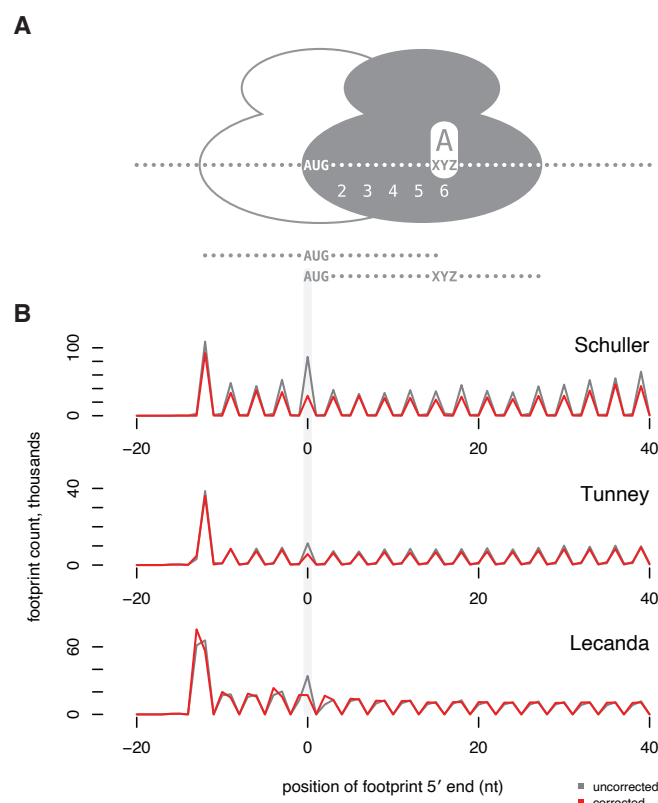 A
A
AUG XYZ
2 3 4 5 6
AUG
AUG XYZ
B
Schuller
100
0
−20 0 20 40
Tunney
40
0
−20 0 20 40
Lecanda
60
0
−20 0 20 40
footprint count, thousands
position of footprint 5′ end (nt)
uncorrected
corrected